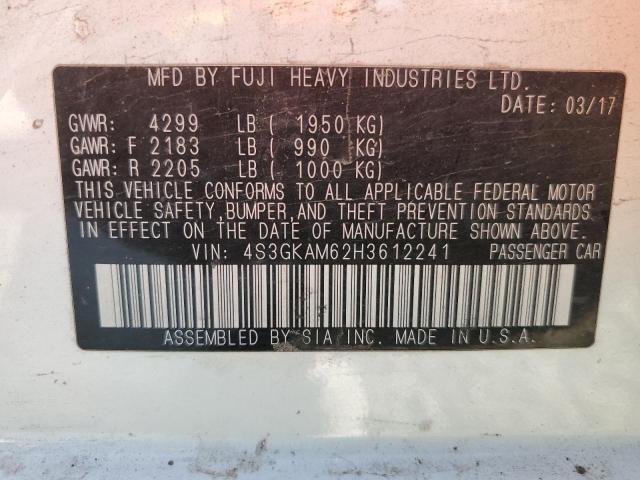 MFD BY FUJI HEAVY INDUSTRIES LTD.
DATE: 03/17
GVWR: 4299 LB ( 1950 KG)
GAWR: F 2183 LB ( 990 KG)
GAWR: R 2205 LB ( 1000 KG)
THIS VEHICLE CONFORMS TO ALL APPLICABLE FEDERAL MOTOR
VEHICLE SAFETY, BUMPER, AND THEFT PREVENTION STANDARDS
IN EFFECT ON THE DATE OF MANUFACTURE SHOWN ABOVE.
VIN: 4S3GKAM62H3612241 PASSENGER CAR
ASSEMBLED BY SIA INC. MADE IN U.S.A.